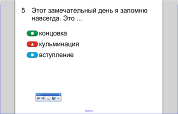 5 Этот замечательный день я запомню
навсегда. Это ...
концовка
А кульминация
В вступление